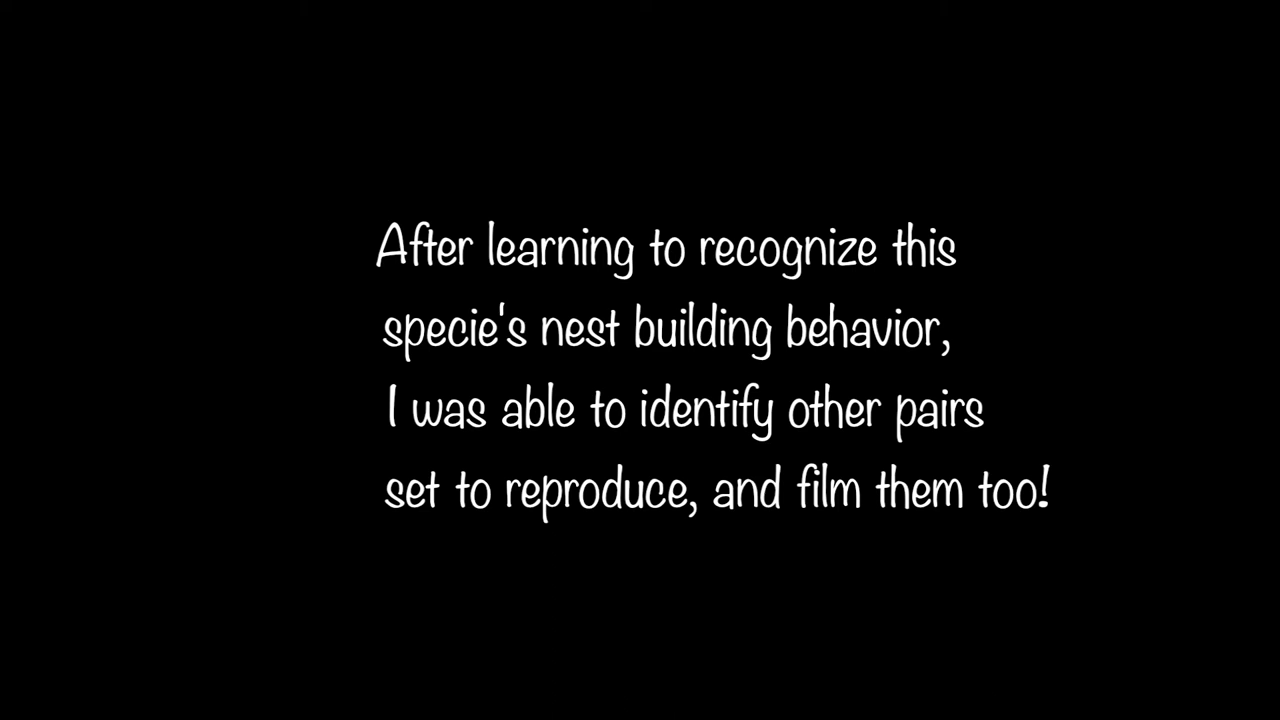 After learning to recognize this
specie's nest building behavior,
I was able to identify other pairs
set to reproduce, and film them too!